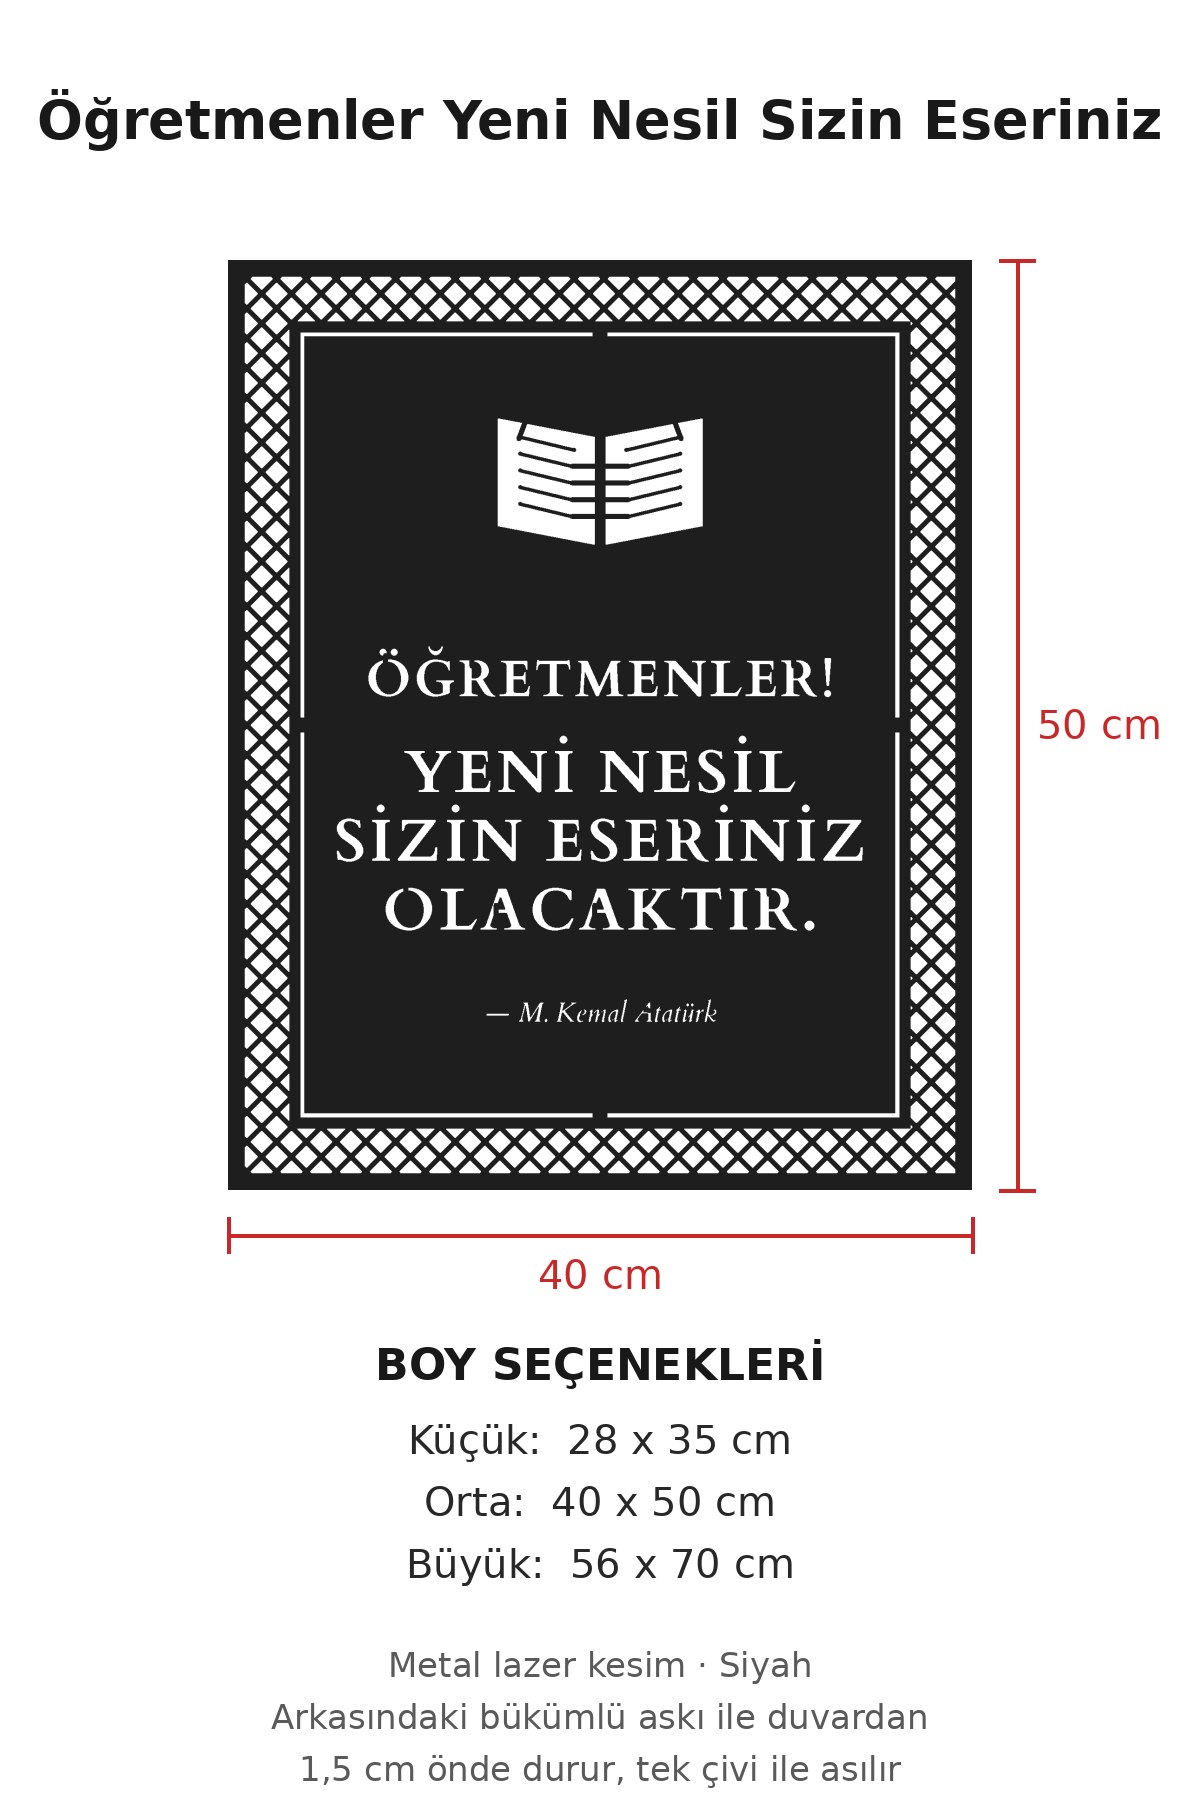 Öğretmenler Yeni Nesil Sizin Eseriniz
ÖĞRETMENLER!
YENİ NESİL
SİZİN ESERİNİZ
OLACAKTIR.
— M. Kemal Atatürk
50 cm
40 cm
BOY SEÇENEKLERİ
Küçük: 28 x 35 cm
Orta: 40 x 50 cm
Büyük: 56 x 70 cm
Metal lazer kesim · Siyah
Arkasındaki bükümlü askı ile duvardan
1,5 cm önde durur, tek çivi ile asılır